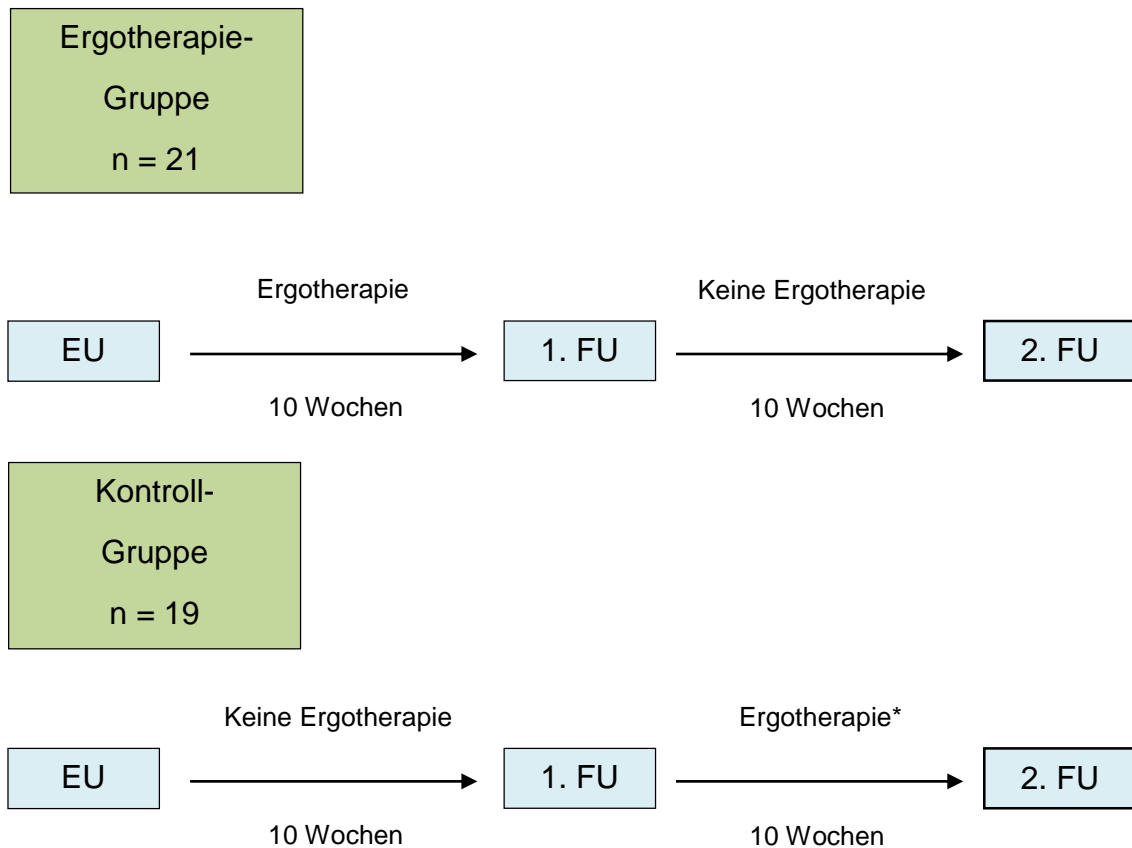 Ergotherapie-
Gruppe
n = 21
Ergotherapie
Keine Ergotherapie
EU
1. FU
2. FU
10 Wochen
10 Wochen
Kontroll-
Gruppe
n = 19
Keine Ergotherapie
Ergotherapie*
EU
1. FU
2. FU
10 Wochen
10 Wochen